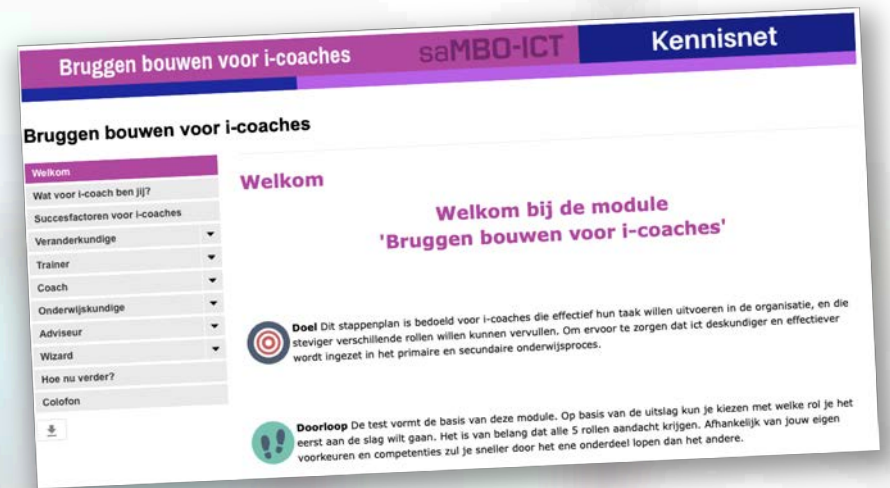 Bruggen bouwen voor i-coaches
saMBO-ICT
Kennisnet
Bruggen bouwen voor i-coaches
Welkom
Wat voor i-coach ben jij?
Succesfactoren voor i-coaches
Veranderkundige
Trainer
Coach
Onderwijskundige
Adviseur
Wizard
Hoe nu verder?
Colofon
Welkom
Welkom bij de module
'Bruggen bouwen voor i-coaches'
Doel Dit stappenplan is bedoeld voor i-coaches die effectief hun taak willen uitvoeren in de organisatie, en die
steviger verschillende rollen willen kunnen vervullen. Om ervoor te zorgen dat ict deskundiger en effectiever
wordt ingezet in het primaire en secundaire onderwijsproces.
Doorloop De test vormt de basis van deze module. Op basis van de uitslag kun je kiezen met welke rol je het
eerst aan de slag wilt gaan. Het is van belang dat alle 5 rollen aandacht krijgen. Afhankelijk van jouw eigen
voorkeuren en competenties zul je sneller door het ene onderdeel lopen dan het andere.